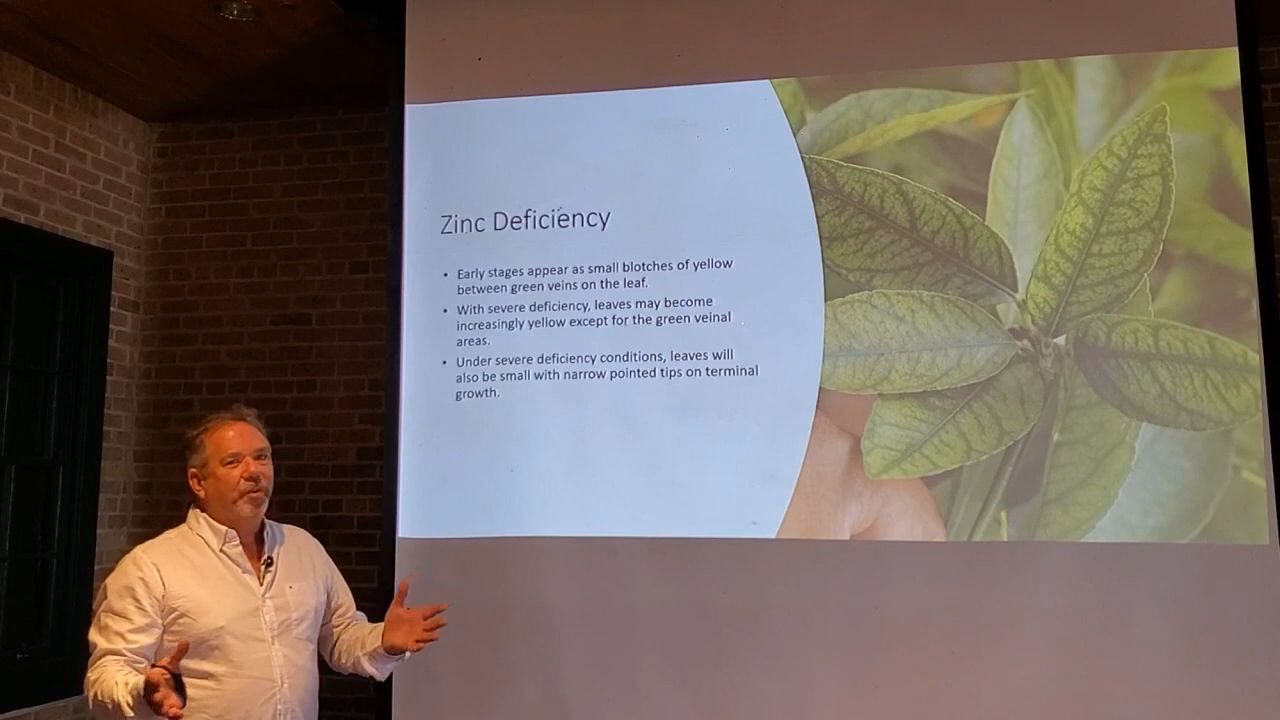 Zinc Deficiency
• Early stages appear as small blotches of yellow
between green veins on the leaf.
• With severe deficiency, leaves may become
increasingly yellow except for the green veinal
areas.
• Under severe deficiency conditions, leaves will
also be small with narrow pointed tips on terminal
growth.